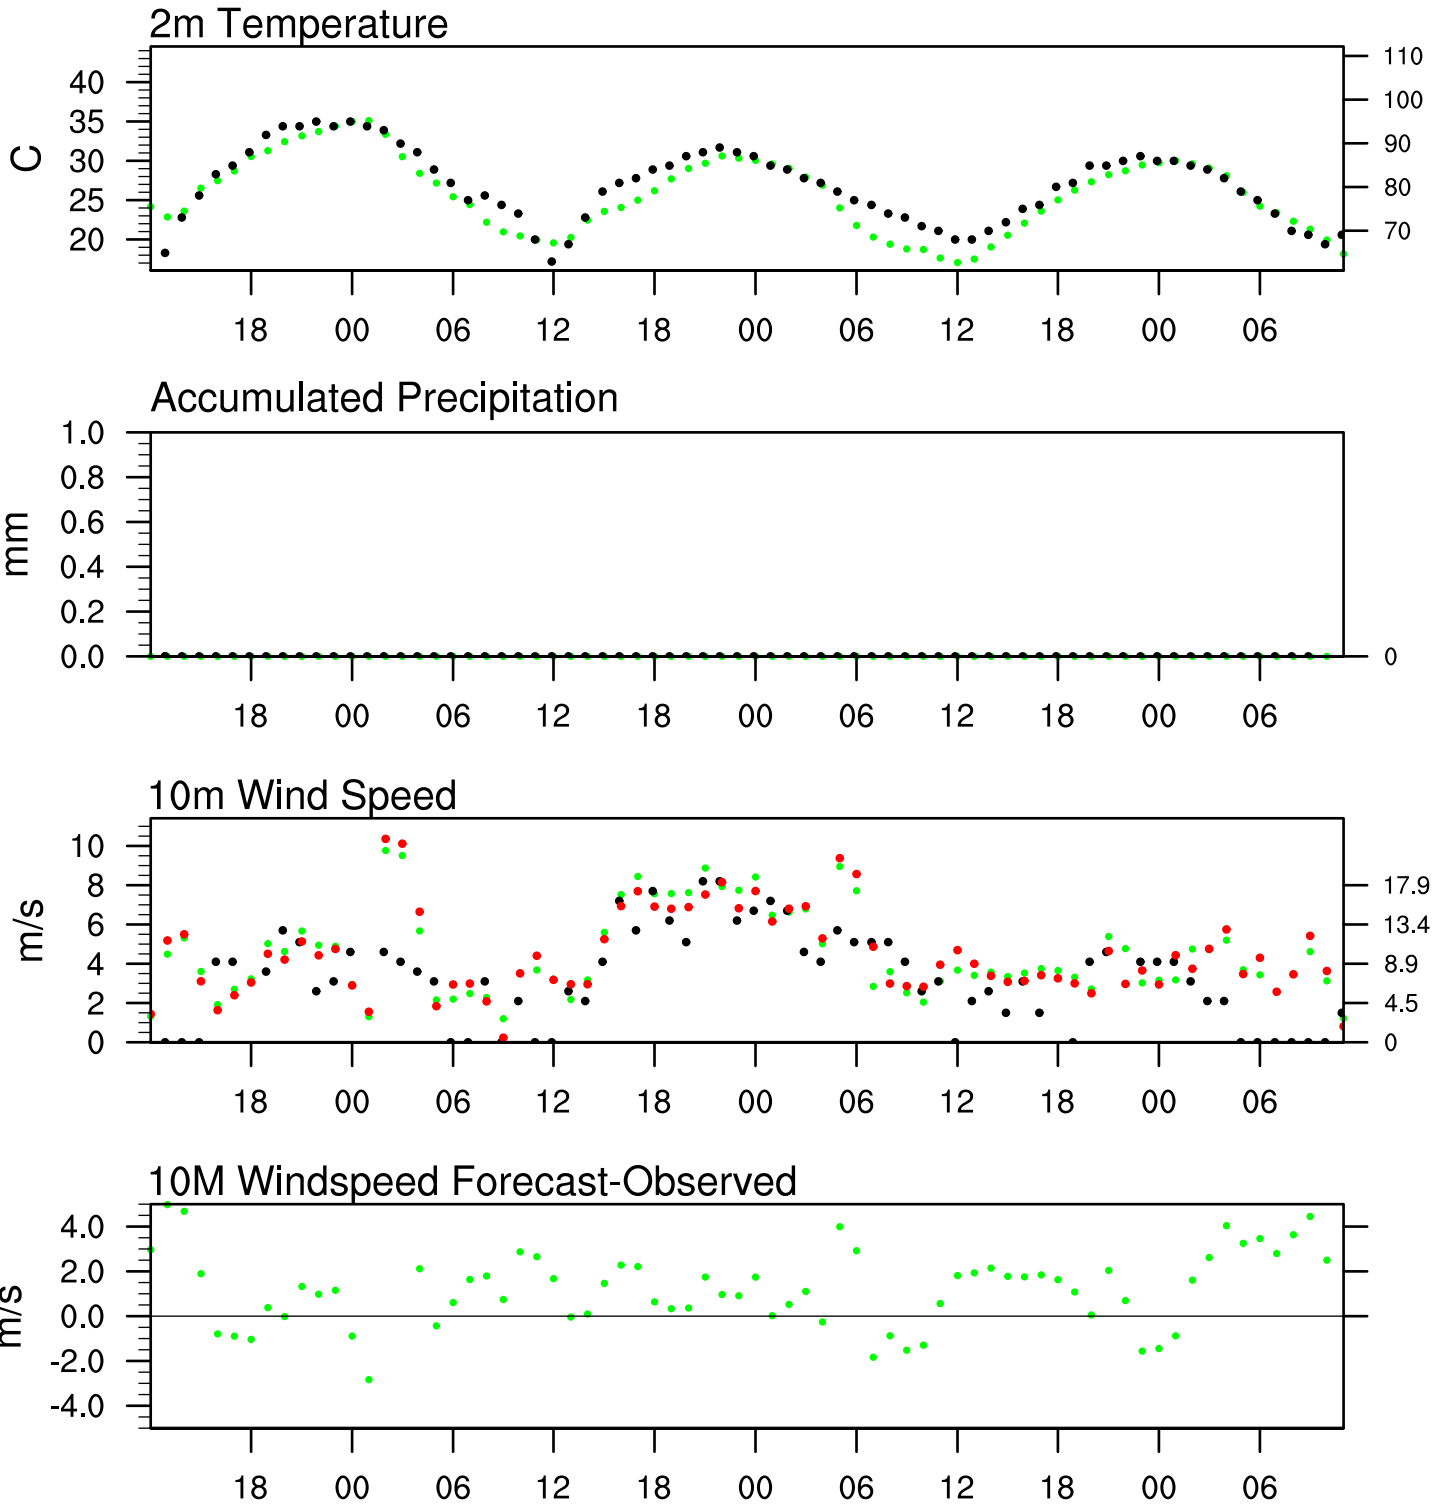 2m Temperature
C
40
35
30
25
20
110
100
90
80
70
18 00 06 12 18 00 06 12 18 00 06
Accumulated Precipitation
mm
1.0
0.8
0.6
0.4
0.2
0.0
0
18 00 06 12 18 00 06 12 18 00 06
10m Wind Speed
m/s
10
8
6
4
2
0
17.9
13.4
8.9
4.5
0
18 00 06 12 18 00 06 12 18 00 06
10M Windspeed Forecast-Observed
m/s
4.0
2.0
0.0
-2.0
-4.0
18 00 06 12 18 00 06 12 18 00 06